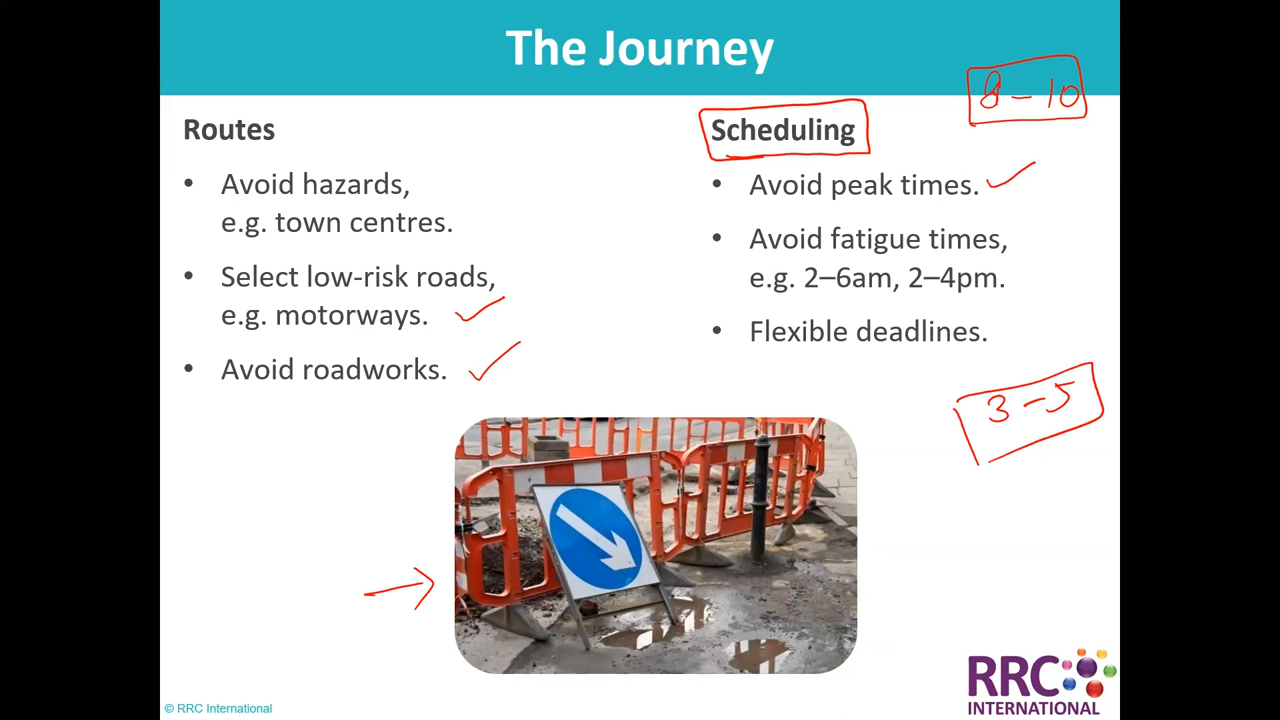 The Journey
8-10
Routes
• Avoid hazards,
e.g. town centres.
• Select low-risk roads,
e.g. motorways.
• Avoid roadworks.
Scheduling
• Avoid peak times.
• Avoid fatigue times,
e.g. 2–6am, 2–4pm.
• Flexible deadlines.
3-5
RRC
INTERNATIONAL
© RRC International